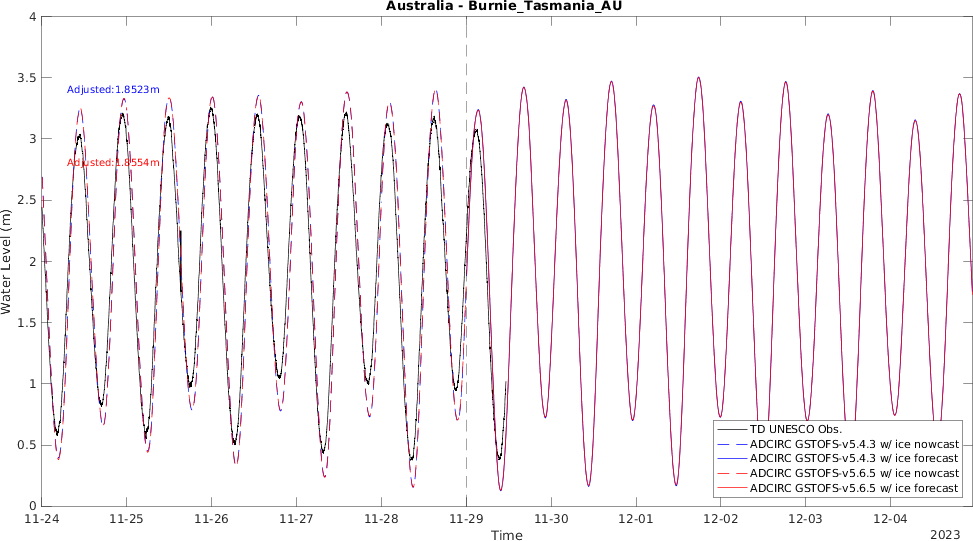 Australia - Burnie_Tasmania_AU
4
3.5
Adjusted:1.8523m
3
Adjusted:1.8554m
2.5
Water Level (m)
2
1.5
1
0.5
0
TD UNESCO Obs.
ADCIRC GSTOFS-v5.4.3 w/ ice nowcast
ADCIRC GSTOFS-v5.4.3 w/ ice forecast
ADCIRC GSTOFS-v5.6.5 w/ ice nowcast
ADCIRC GSTOFS-v5.6.5 w/ ice forecast
11-24 11-25 11-26 11-27 11-28 11-29 11-30 12-01 12-02 12-03 12-04
Time
2023